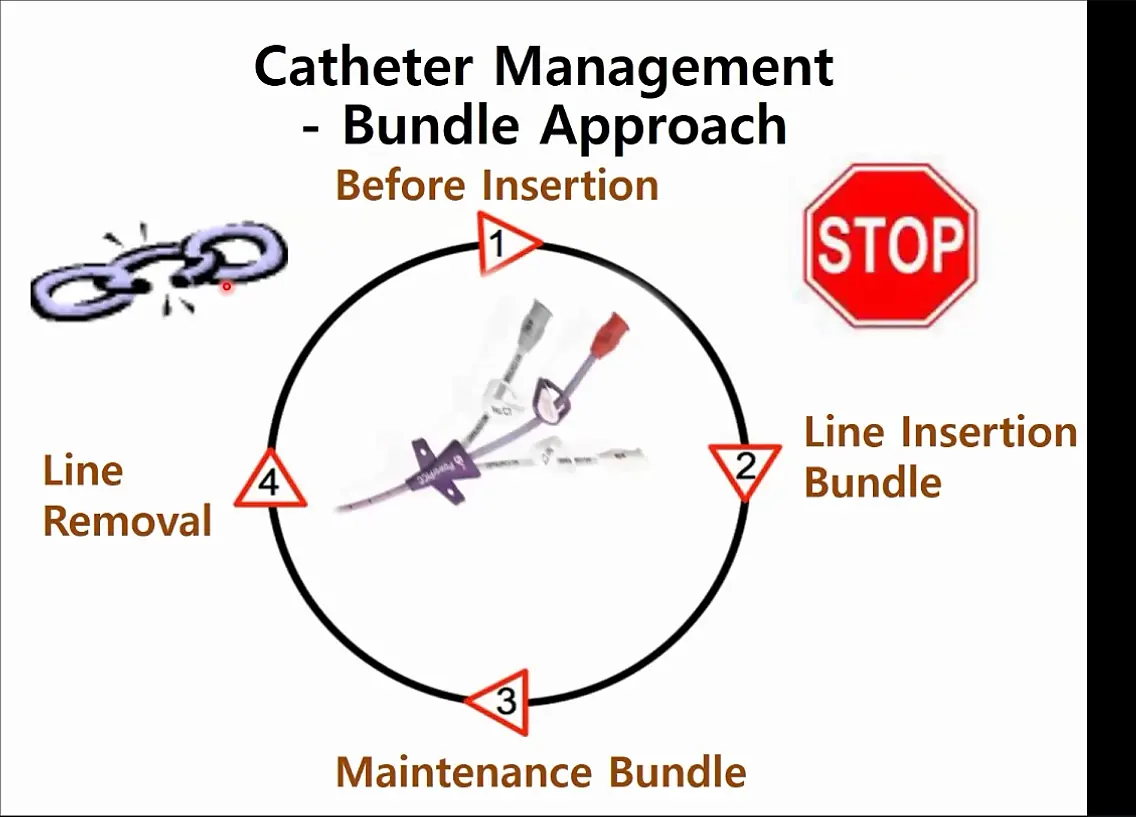 Catheter Management
- Bundle Approach
Before Insertion
1
STOP
2
Line Insertion
Bundle
Line
Removal
4
3
Maintenance Bundle